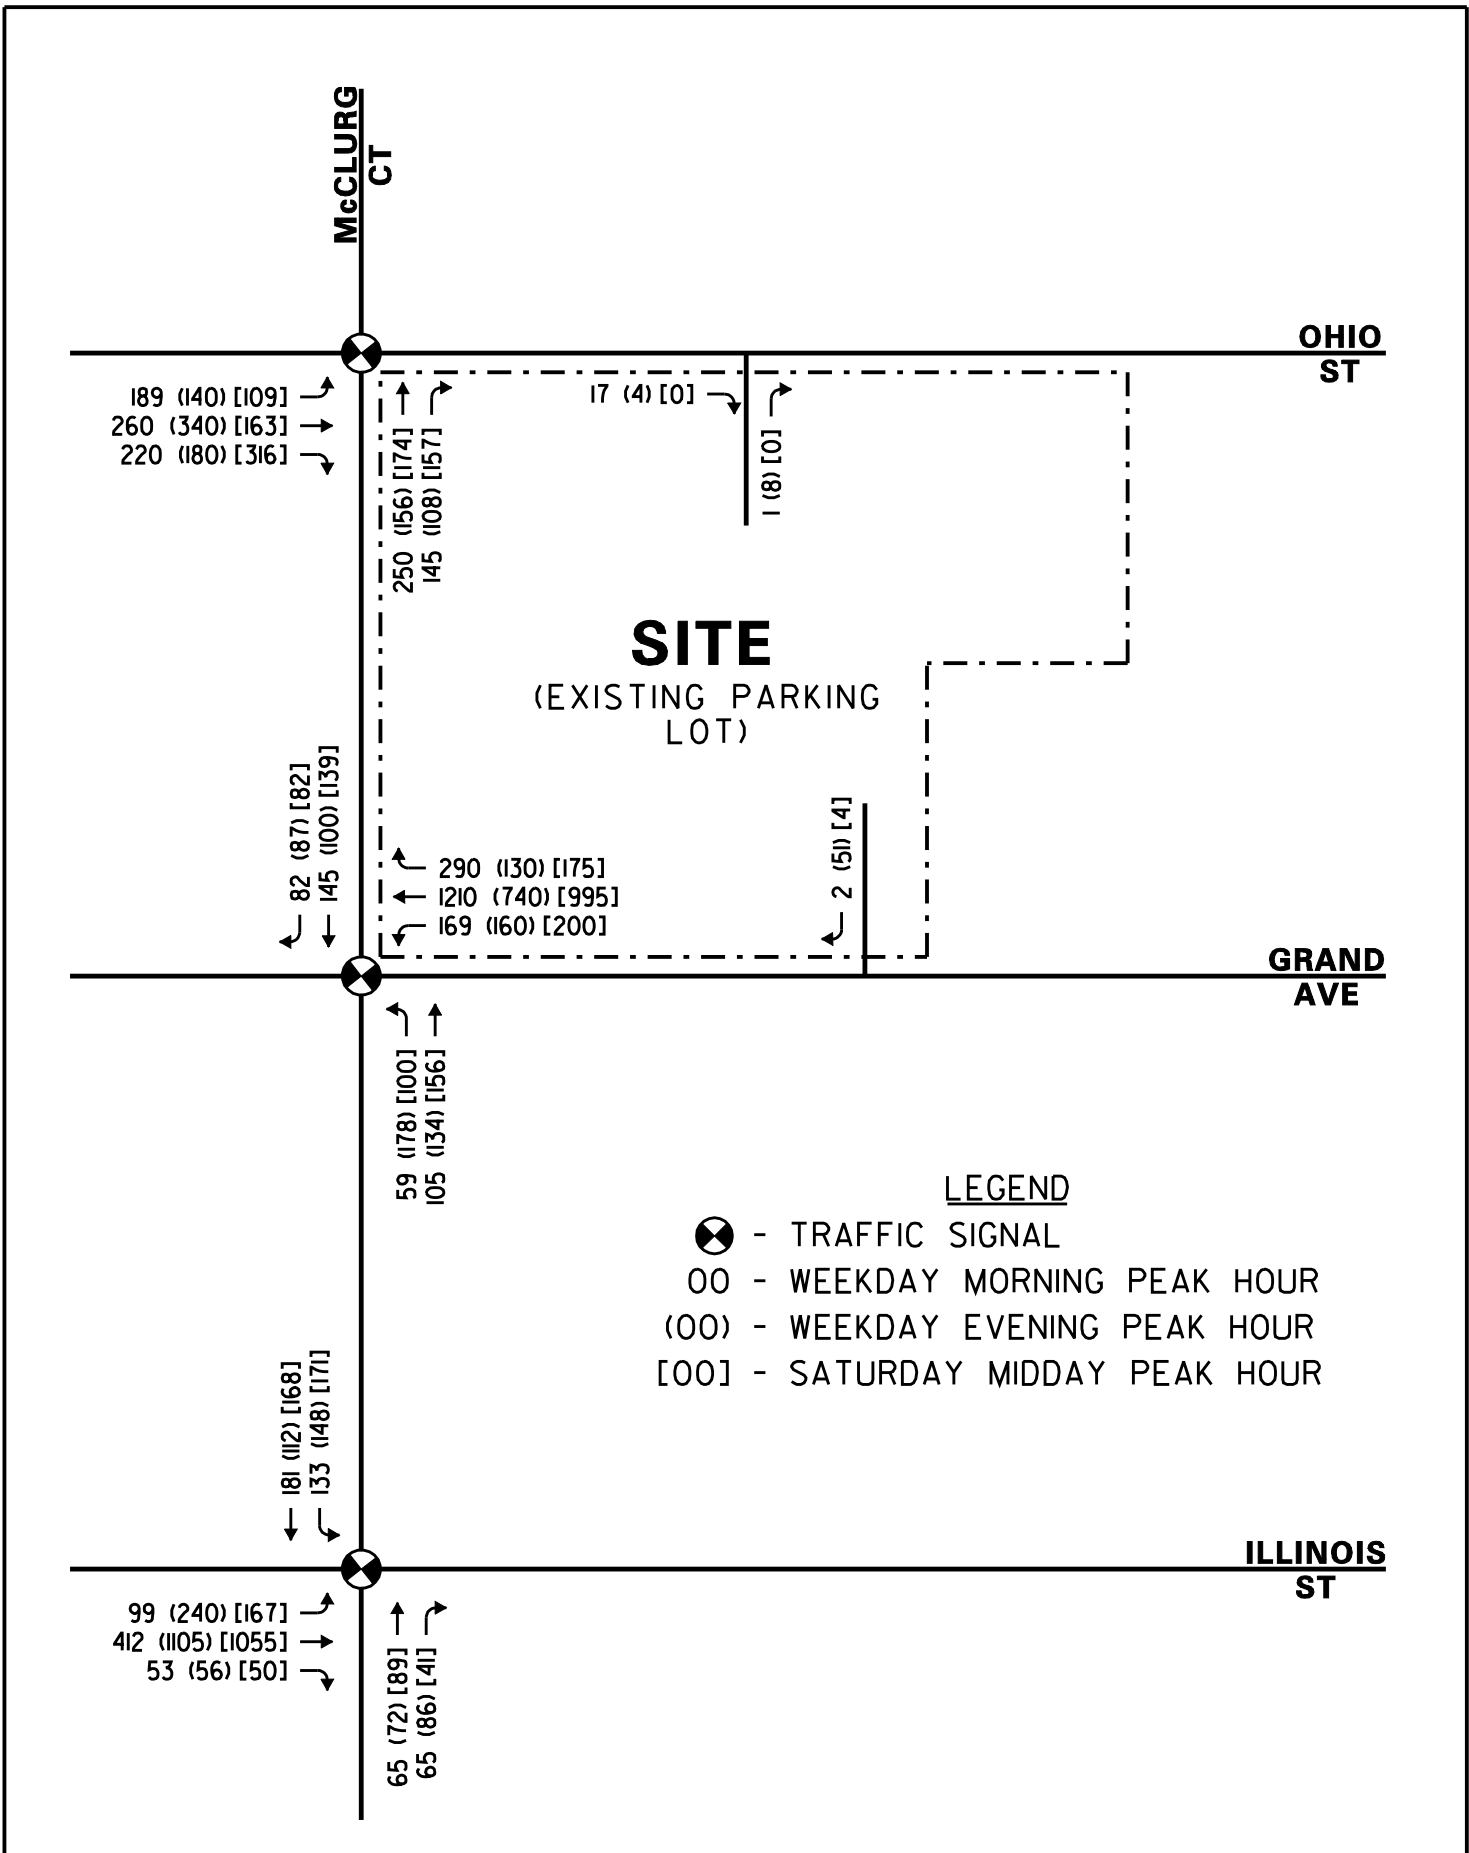 McCLURG
CT
OHIO
ST
189 (140) [109]
260 (340) [163]
220 (180) [316]
250 (156) [174]
145 (108) [157]
17 (4) [0]
1 (8) [0]
SITE
(EXISTING PARKING
LOT)
82 (87) [82]
145 (100) [139]
290 (130) [175]
1210 (740) [995]
169 (160) [200]
2 (51) [4]
GRAND
AVE
59 (178) [100]
105 (134) [156]
LEGEND
- TRAFFIC SIGNAL
00 - WEEKDAY MORNING PEAK HOUR
(00) - WEEKDAY EVENING PEAK HOUR
[00] - SATURDAY MIDDAY PEAK HOUR
181 (112) [168]
133 (148) [171]
ILLINOIS
ST
99 (240) [167]
412 (1105) [1055]
53 (56) [50]
65 (72) [89]
65 (86) [41]